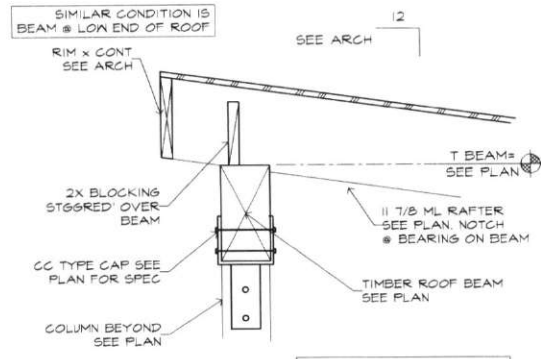 SIMILAR CONDITION IS
BEAM @ LOW END OF ROOF
12
SEE ARCH
RIM x CONT
SEE ARCH
T BEAM=
SEE PLAN
2X BLOCKING
STGGRED' OVER
BEAM
11 7/8 ML RAFTER
SEE PLAN. NOTCH
@ BEARING ON BEAM
CC TYPE CAP SEE
PLAN FOR SPEC
TIMBER ROOF BEAM
SEE PLAN
COLUMN BEYOND
SEE PLAN